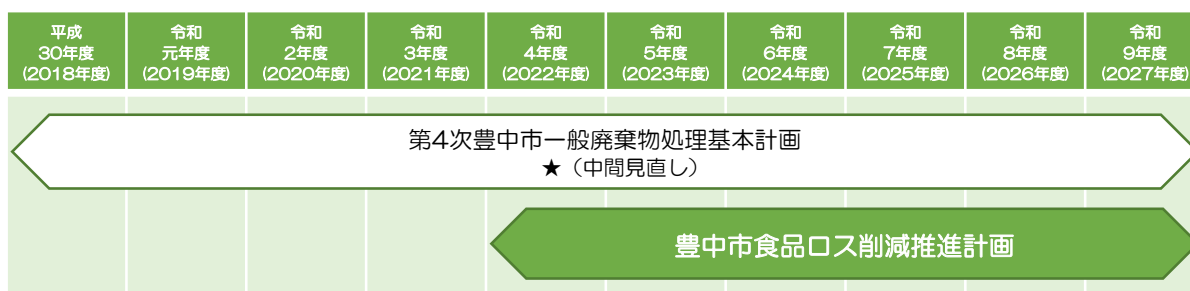 平成
30年度
(2018年度)
令和
元年度
(2019年度)
令和
2年度
(2020年度)
令和
3年度
(2021年度)
令和
4年度
(2022年度)
令和
5年度
(2023年度)
令和
6年度
(2024年度)
令和
7年度
(2025年度)
令和
8年度
(2026年度)
令和
9年度
(2027年度)
第4次豊中市一般廃棄物処理基本計画
★（中間見直し）
豊中市食品ロス削減推進計画